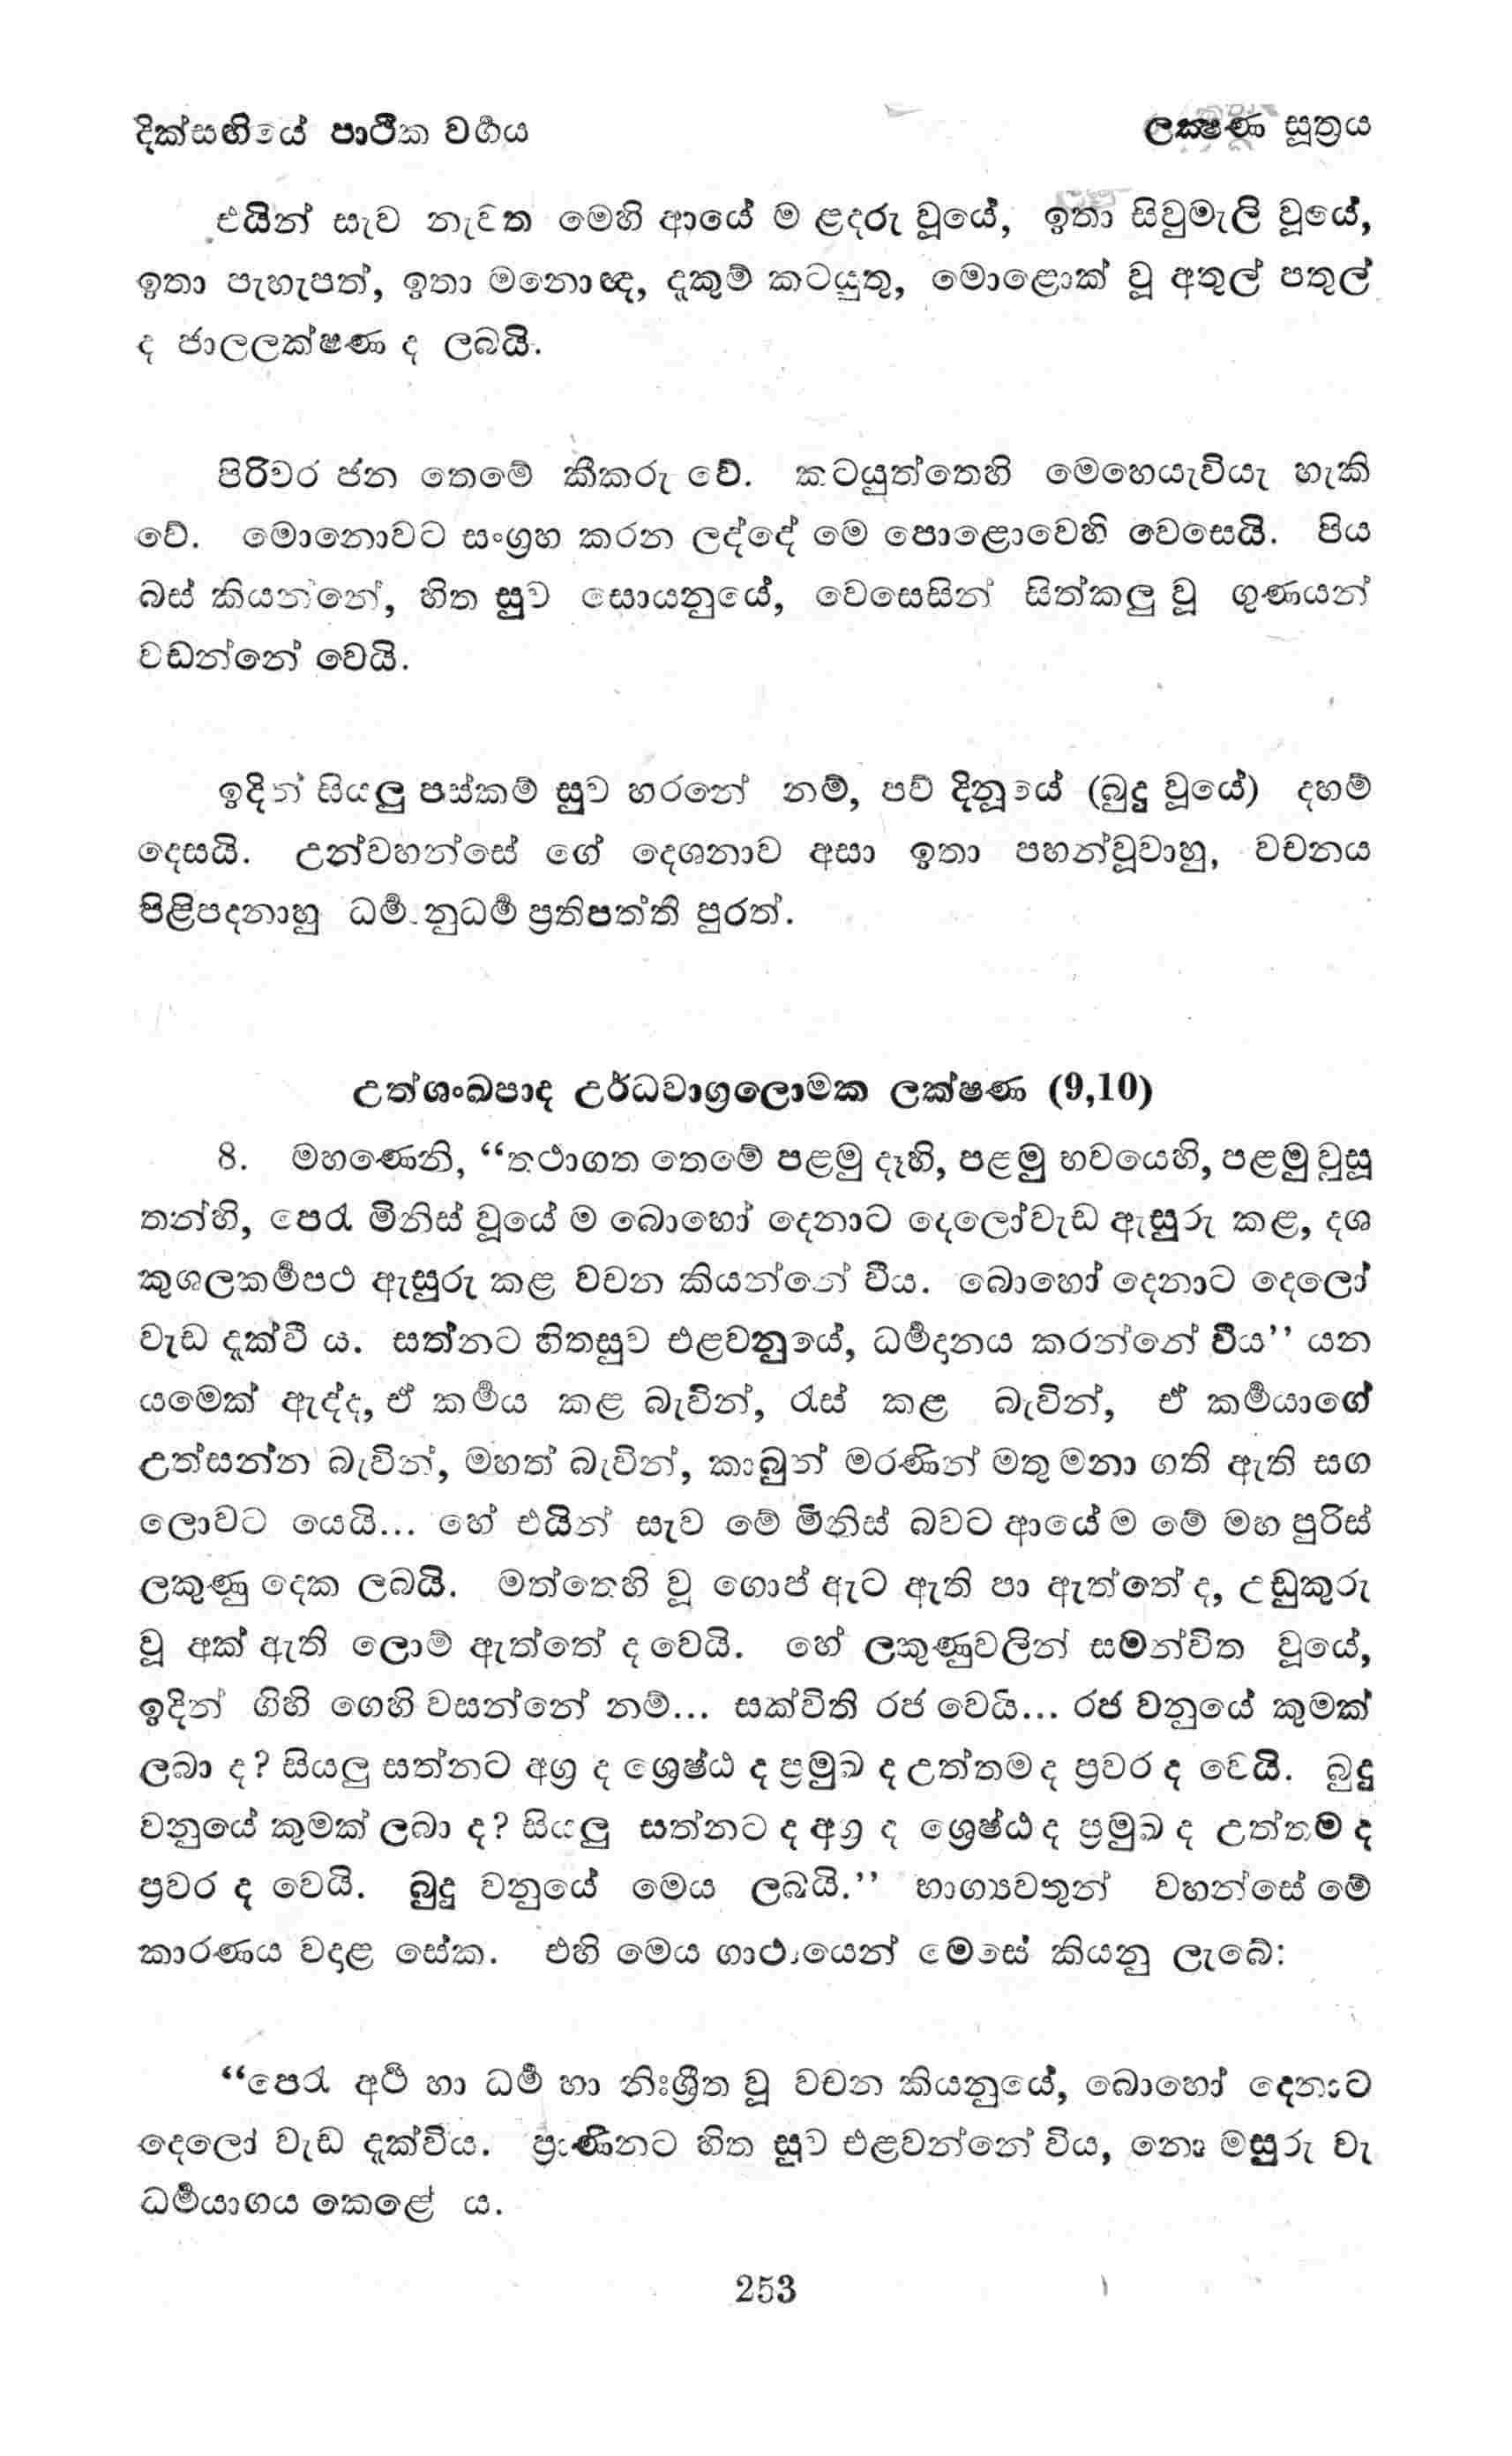 දික්සඟියේ පාථික වර්ගය
ලක්ෂණ සූත්‍රය
එයින් සැව නැවත මෙහි ආයේ ම ළදරු වූයේ, ඉතා සිවුමැලි වූයේ,
ඉතා පැහැපත්, ඉතා මනොඥ, දැකුම් කටයුතු, මොළොක් වූ අතුල් පතුල්
ද ජාලලක්ෂණ ද ලබයි.
පිරිවර ජන තෙමේ කීකරු වේ. කටයුත්තෙහි මෙහෙයැවියැ හැකි
වේ. මොනොවට සංග්‍රහ කරන ලද්දේ මෙ පොළොවෙහි වෙසෙයි. පිය
බස් කියන්නේ, හිත සුව සොයනුයේ, වෙසෙසින් සිත්කලු වූ ගුණයන්
වඩන්නේ වෙයි.
ඉදින් සියලු පස්කම් සුව හරනේ නම්, පව් දිනූයේ (බුදු වූයේ) දහම්
දෙසයි. උන්වහන්සේ ගේ දෙශනාව අසා ඉතා පහන්වූවාහු, වචනය
පිළිපදනාහු ධර්මානුධර්ම ප්‍රතිපත්ති පුරත්.
උත්ශංඛපාද උර්ධවාග්‍රලොමක ලක්ෂණ (9,10)
8. මහණෙනි, “තථාගත තෙමේ පළමු දෑහි, පළමු භවයෙහි, පළමු වුසූ
තන්හි, පෙරැ මිනිස් වූයේ ම බොහෝ දෙනාට දෙලෝවැඩ ඇසුරු කළ, දශ
කුශලකර්මපථ ඇසුරු කළ වචන කියන්නේ වීය. බොහෝ දෙනාට දෙලෝ
වැඩ දැක්වී ය. සත්නට හිතසුව එළවනුයේ, ධර්මදානය කරන්නේ වීය’’ යන
යමෙක් ඇද්ද, ඒ කර්මය කළ බැවින්, රැස් කළ බැවින්, ඒ කර්මයාගේ
උත්සන්න බැවින්, මහත් බැවින්, කාබුන් මරණින් මතු මනා ගති ඇති සග
ලොවට යෙයි... හේ එයින් සැව මේ මිනිස් බවට ආයේ ම මේ මහ පුරිස්
ලකුණු දෙක ලබයි. මත්තෙහි වූ ගොප් ඇට ඇති පා ඇත්තේ ද, උඩුකුරු
වූ අක් ඇති ලොම් ඇත්තේ ද වෙයි. හේ ලකුණුවලින් සමන්විත වූයේ,
ඉදින් ගිහි ගෙහි වසන්නේ නම්... සක්විති රජ වෙයි... රජ වනුයේ කුමක්
ලබා ද? සියලු සත්නට අග්‍ර ද ශ්‍රෙෂ්ඨ ද ප්‍රමුඛ ද උත්තම ද ප්‍රවර ද වෙයි. බුදු
වනුයේ කුමක් ලබා ද? සියලු සත්නට ද අග්‍ර ද ශ්‍රෙෂ්ඨ ද ප්‍රමුඛ ද උත්තම ද
ප්‍රවර ද වෙයි. බුදු වනුයේ මෙය ලබයි.’’ භාග්‍යවතුන් වහන්සේ මේ
කාරණය වදාළ සේක. එහි මෙය ගාථායෙන් මෙසේ කියනු ලැබේ:
“පෙරැ අර්ථ හා ධර්ම හා නිඃශ්‍රිත වූ වචන කියනුයේ, බොහෝ දෙනාට
දෙලෝ වැඩ දැක්විය. ප්‍රාණීනට හිත සුව එළවන්නේ විය, නො මසුරු වැ
ධර්මයාගය කෙළේ ය.
253